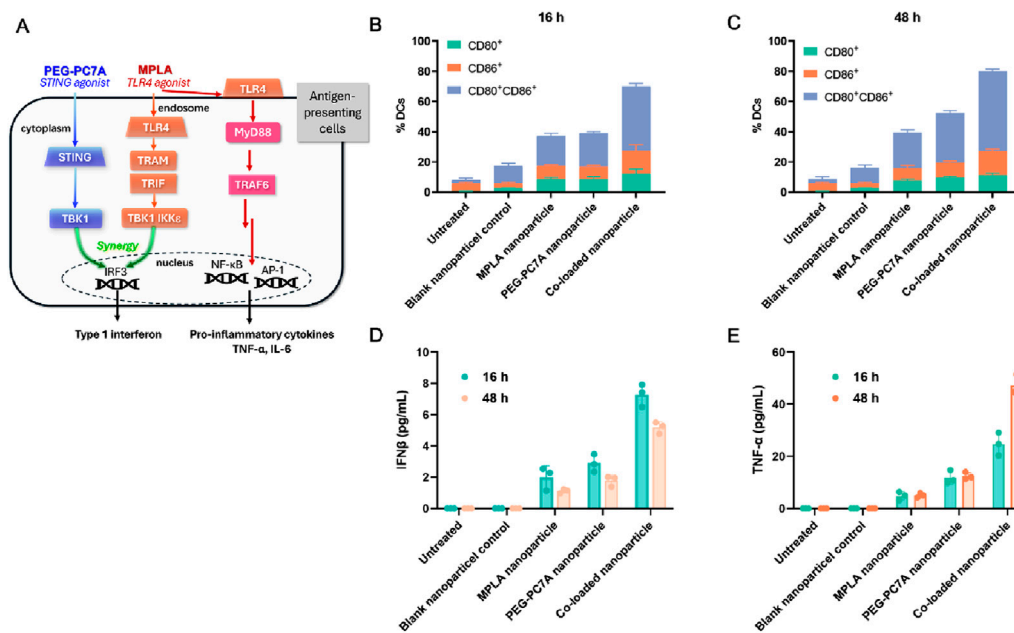 A
PEG-PC7A
STING agonist
MPLA
TLR4 agonist
TLR4
Antigen-
presenting
cells
cytoplasm
endosome
TLR4
MyD88
STING
TRAM
TRIF
TRAF6
TBK1
TBK1 IKKε
Synergy
nucleus
IRF3
NF-κB
AP-1
Type 1 interferon
Pro-inflammatory cytokines
TNF-α, IL-6
B
16 h
CD80+
CD86+
CD80+CD86+
% DCs
100
80
60
40
20
0
Untreated
Blank nanoparticel control
MPLA nanoparticle
PEG-PC7A nanoparticle
Co-loaded nanoparticle
C
48 h
CD80+
CD86+
CD80+CD86+
% DCs
100
80
60
40
20
0
Untreated
Blank nanoparticle control
MPLA nanoparticle
PEG-PC7A nanoparticle
Co-loaded nanoparticle
D
16 h
48 h
IFNβ (pg/mL)
10
8
6
4
2
0
Untreated
Blank nanoparticel control
MPLA nanoparticle
PEG-PC7A nanoparticle
Co-loaded nanoparticle
E
16 h
48 h
TNF-α (pg/mL)
60
40
20
0
Untreated
Blank nanoparticle control
MPLA nanoparticle
PEG-PC7A nanoparticle
Co-loaded nanoparticle